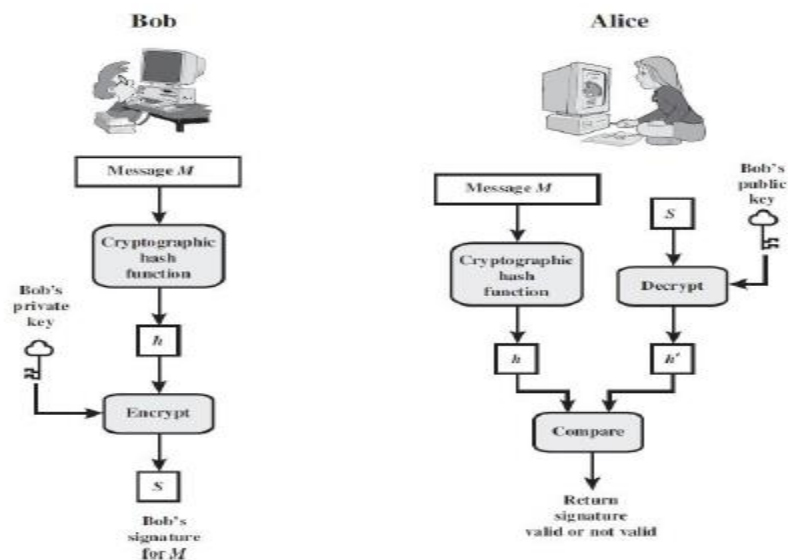 Bob
Message M
Cryptographic
hash
function
Bob's
private
key
h
Encrypt
S
Bob's
signature
for M
Alice
Message M
Cryptographic
hash
function
h
Bob's
public
key
S
Decrypt
h'
Compare
Return
signature
valid or not valid